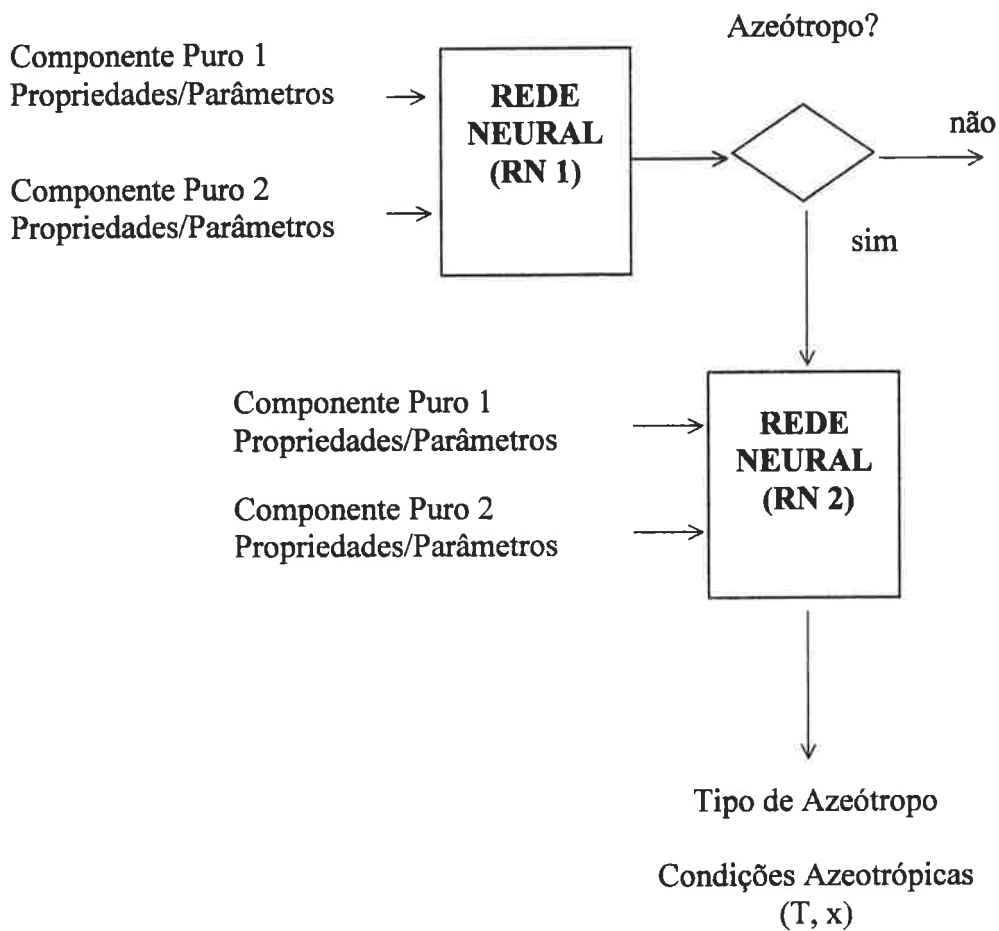 Azeótropo?
Componente Puro 1
Propriedades/Parâmetros
REDE
NEURAL
(RN 1)
não
Componente Puro 2
Propriedades/Parâmetros
sim
Componente Puro 1
Propriedades/Parâmetros
REDE
NEURAL
(RN 2)
Componente Puro 2
Propriedades/Parâmetros
Tipo de Azeótropo
Condições Azeotrópicas
(T, x)